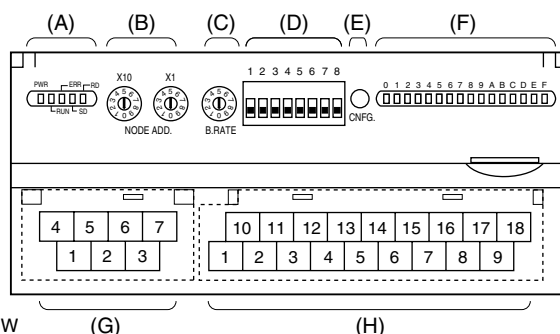 (A) (B) (C) (D) (E) (F)
PWR ERR RD
RUN SD
X10 X1
NODE ADD.
B.RATE
1 2 3 4 5 6 7 8
CNFG.
0 1 2 3 4 5 6 7 8 9 A B C D E F
4 5 6 7
1 2 3
10 11 12 13 14 15 16 17 18
1 2 3 4 5 6 7 8 9
W (G) (H)